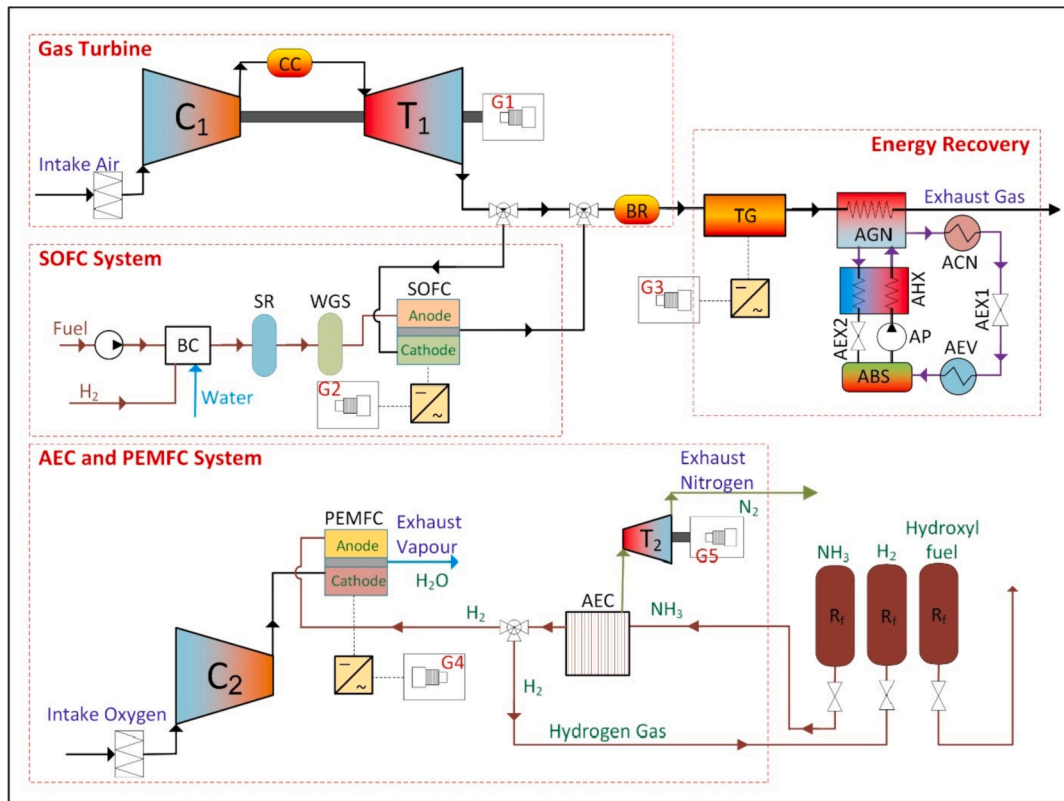 Gas Turbine
CC
C1
T1
G1
Intake Air
BR
Energy Recovery
TG
AGN
Exhaust Gas
ACN
AHX
AEX1
AEX2
AP
ABS
AEV
G3
SOFC System
SOFC
SR
WGS
Anode
Cathode
Fuel
BC
H2
Water
G2
AEC and PEMFC System
PEMFC
Anode
Cathode
Exhaust
Vapour
H2O
Exhaust
Nitrogen
N2
T2
G5
AEC
NH3
H2
H2
C2
G4
Intake Oxygen
Hydrogen Gas
NH3
H2
Hydroxyl
fuel
Rf
Rf
Rf